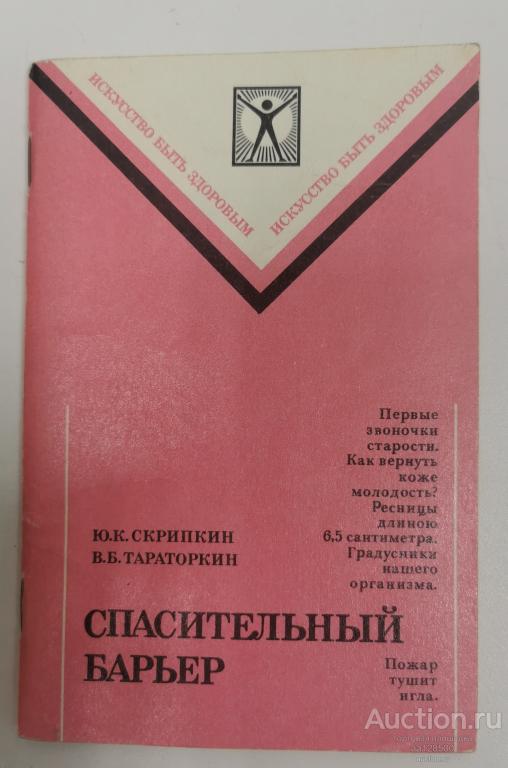 ИСКУССТВО БЫТЬ ЗДОРОВЫМ
ИСКУССТВО БЫТЬ ЗДОРОВЫМ
Первые
звоночки
старости.
Как вернуть
коже
молодость?
Ресницы
длиною
6,5 сантиметра.
Градусники
нашего
организма.
Ю.К. СКРИПКИН
В.Б. ТАРАТОРКИН
СПАСИТЕЛЬНЫЙ
БАРЬЕР
Пожар
тушит
игла.
Auction.ru